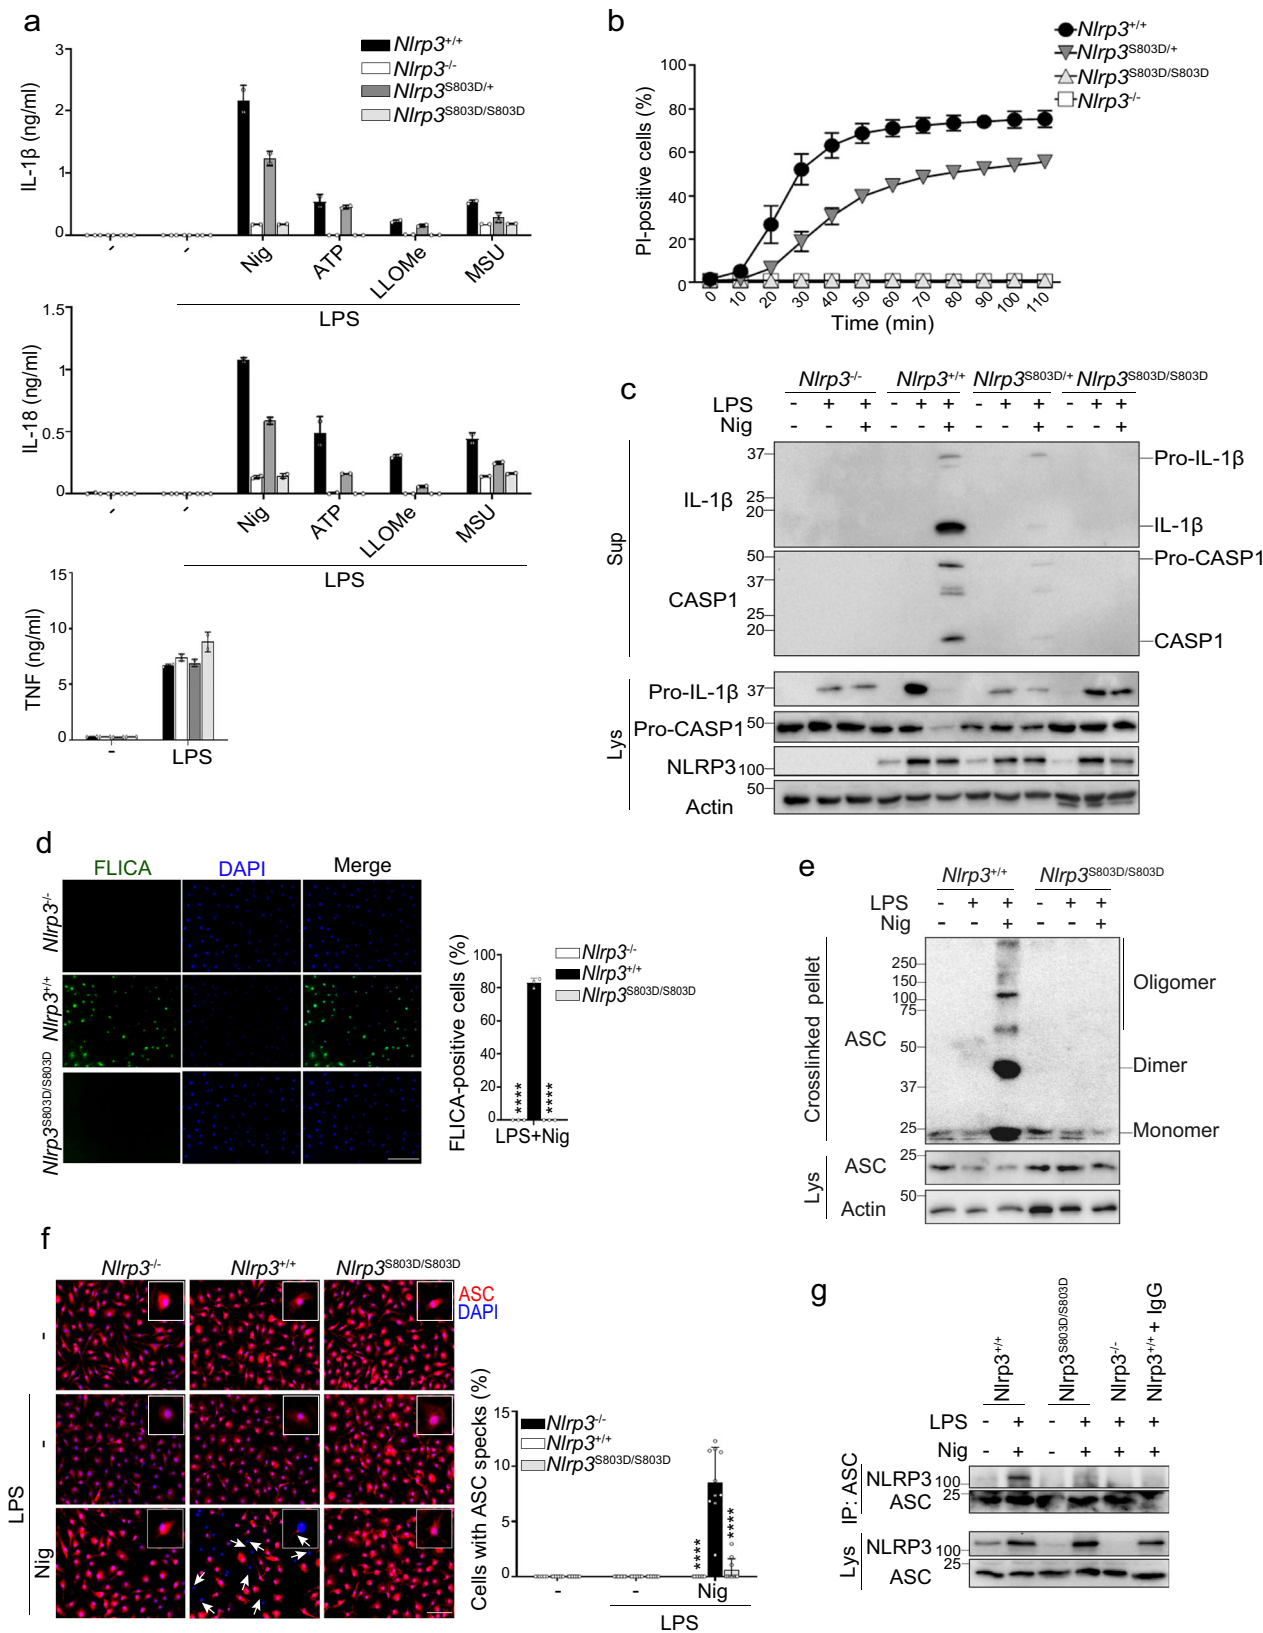 a
Nlrp3+/+
Nlrp3-/-
Nlrp3S803D/+
Nlrp3S803D/S803D
IL-1β (ng/ml)
3
2
1
0
- - Nig ATP LLOMe MSU
LPS
IL-18 (ng/ml)
1.5
1
0.5
0
- - Nig ATP LLOMe MSU
LPS
TNF (ng/ml)
15
10
5
0
- LPS
b
Nlrp3+/+
Nlrp3S803D/+
Nlrp3S803D/S803D
Nlrp3-/-
PI-positive cells (%)
100
80
60
40
20
0
0 10 20 30 40 50 60 70 80 90 100 110
Time (min)
c
Nlrp3-/- Nlrp3+/+ Nlrp3S803D/+ Nlrp3S803D/S803D
LPS - + + - + + - + + - + +
Nig - - + - - + - - + - - +
Sup
IL-1β
37
25
20
Pro-IL-1β
IL-1β
CASP1
50
37
25
20
Pro-CASP1
CASP1
Lys
Pro-IL-1β 37
Pro-CASP1 50
NLRP3 100
50
Actin
d
FLICA DAPI Merge
Nlrp3-/-
Nlrp3+/+
Nlrp3S803D/S803D
FLICA-positive cells (%)
100
80
60
40
20
0
**** ****
LPS+Nig
Nlrp3-/-
Nlrp3+/+
Nlrp3S803D/S803D
e
Nlrp3+/+ Nlrp3S803D/S803D
LPS - + + - + +
Nig - - + - - +
Crosslinked pellet
ASC
250
150
100
75
50
37
25
Oligomer
Dimer
Monomer
Lys
25
ASC
50
Actin
f
Nlrp3-/- Nlrp3+/+ Nlrp3S803D/S803D
ASC
DAPI
-
-
Nig
LPS
Cells with ASC specks (%)
15
10
5
0
Nlrp3-/-
Nlrp3+/+
Nlrp3S803D/S803D
**** ****
- - Nig
LPS
g
Nlrp3+/+ Nlrp3S803D/S803D Nlrp3-/- Nlrp3+/+ + IgG
LPS - + - + + +
Nig - + - + + +
IP: ASC
NLRP3 100
ASC 25
Lys
NLRP3 100
ASC 25